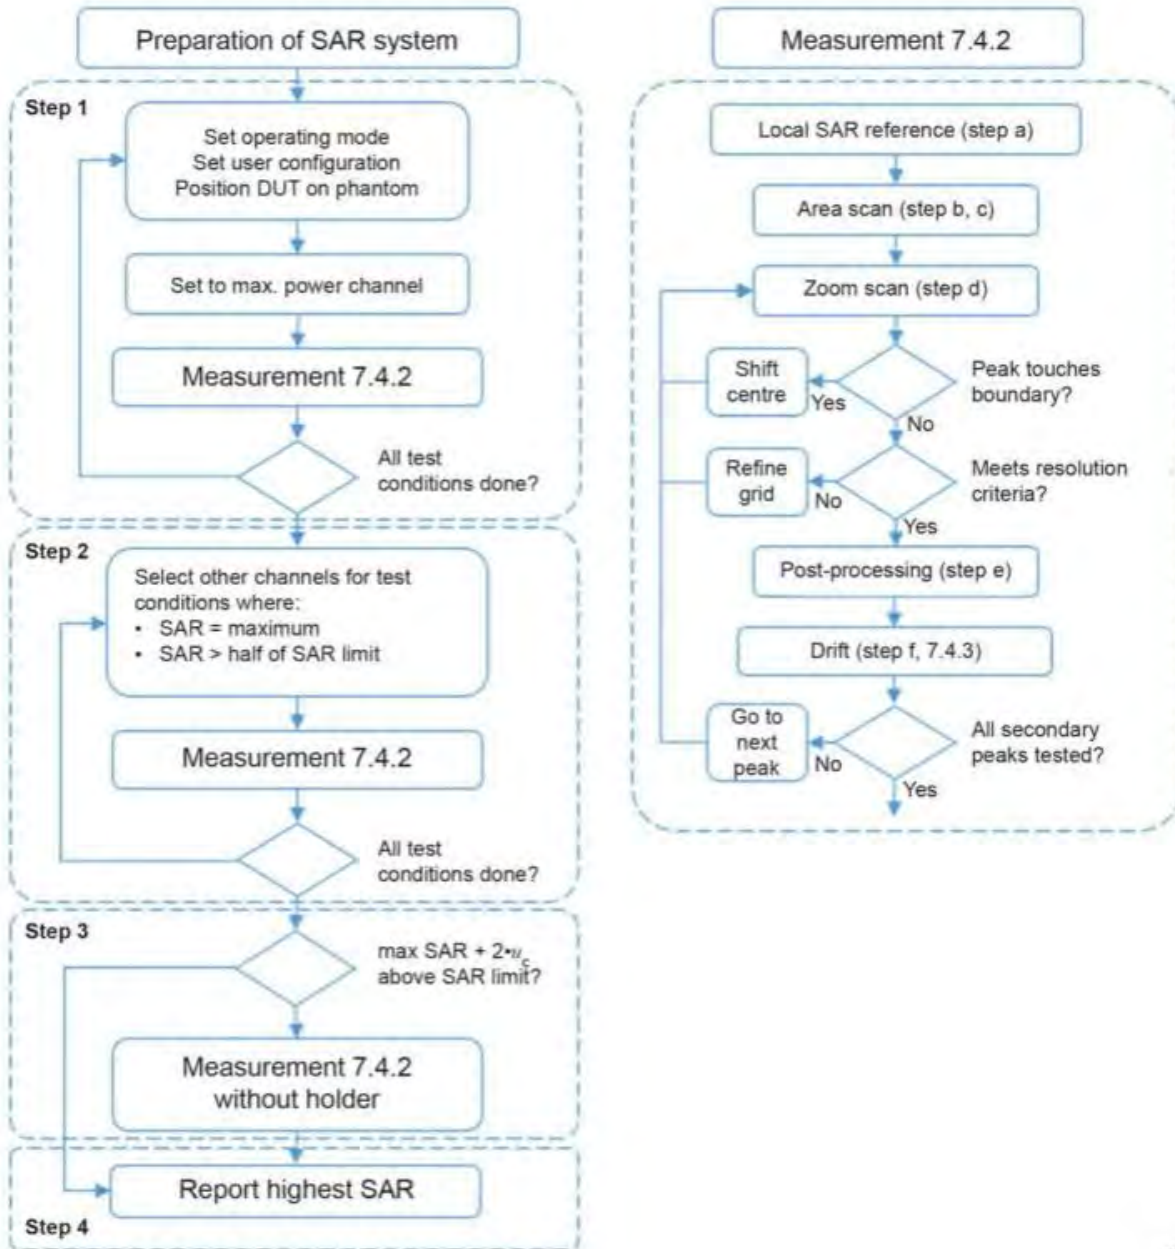 Preparation of SAR system
Step 1
Set operating mode
Set user configuration
Position DUT on phantom
Set to max. power channel
Measurement 7.4.2
All test
conditions done?
Step 2
Select other channels for test
conditions where:
• SAR = maximum
• SAR > half of SAR limit
Measurement 7.4.2
All test
conditions done?
Step 3
max SAR + 2•u_c
above SAR limit?
Measurement 7.4.2
without holder
Report highest SAR
Step 4
Measurement 7.4.2
Local SAR reference (step a)
Area scan (step b, c)
Zoom scan (step d)
Shift
centre
Yes
Peak touches
boundary?
No
Refine
grid
No
Meets resolution
criteria?
Yes
Post-processing (step e)
Drift (step f, 7.4.3)
Go to
next
peak
No
All secondary
peaks tested?
Yes